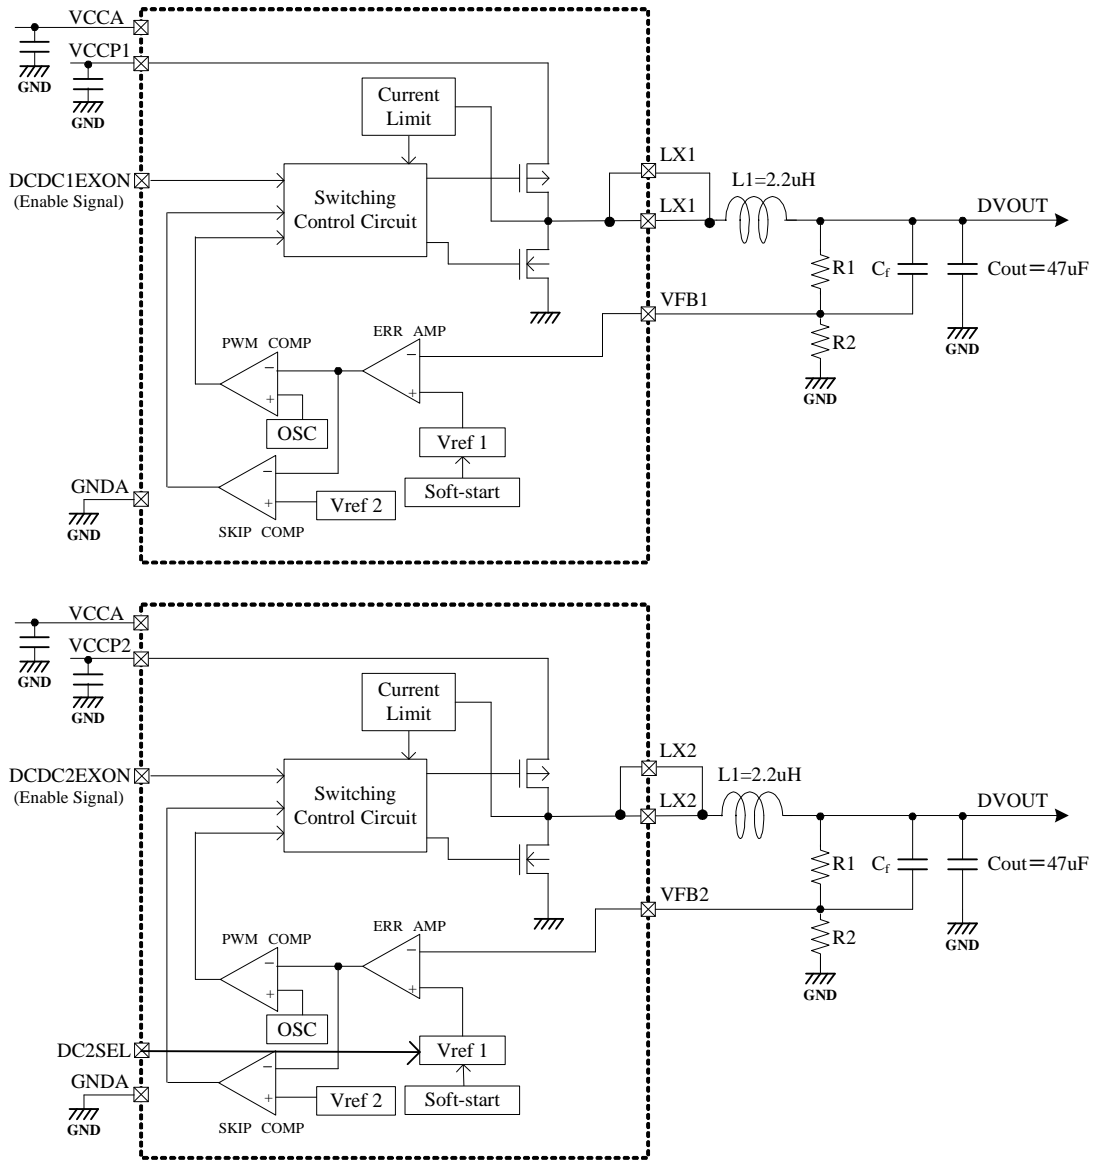 VCCA
GND
VCCP1
GND
Current
Limit
DCDC1EXON
(Enable Signal)
Switching
Control Circuit
LX1
LX1
L1=2.2uH
DVOUT
R1
Cf
Cout=47uF
VFB1
GND
R2
GND
ERR AMP
−
+
PWM COMP
−
+
OSC
Vref 1
Soft-start
−
+
Vref 2
SKIP COMP
GNDA
GND
VCCA
GND
VCCP2
GND
Current
Limit
DCDC2EXON
(Enable Signal)
Switching
Control Circuit
LX2
LX2
L1=2.2uH
DVOUT
R1
Cf
Cout=47uF
VFB2
GND
R2
GND
ERR AMP
−
+
PWM COMP
−
+
OSC
DC2SEL
Vref 1
Soft-start
−
+
Vref 2
SKIP COMP
GNDA
GND